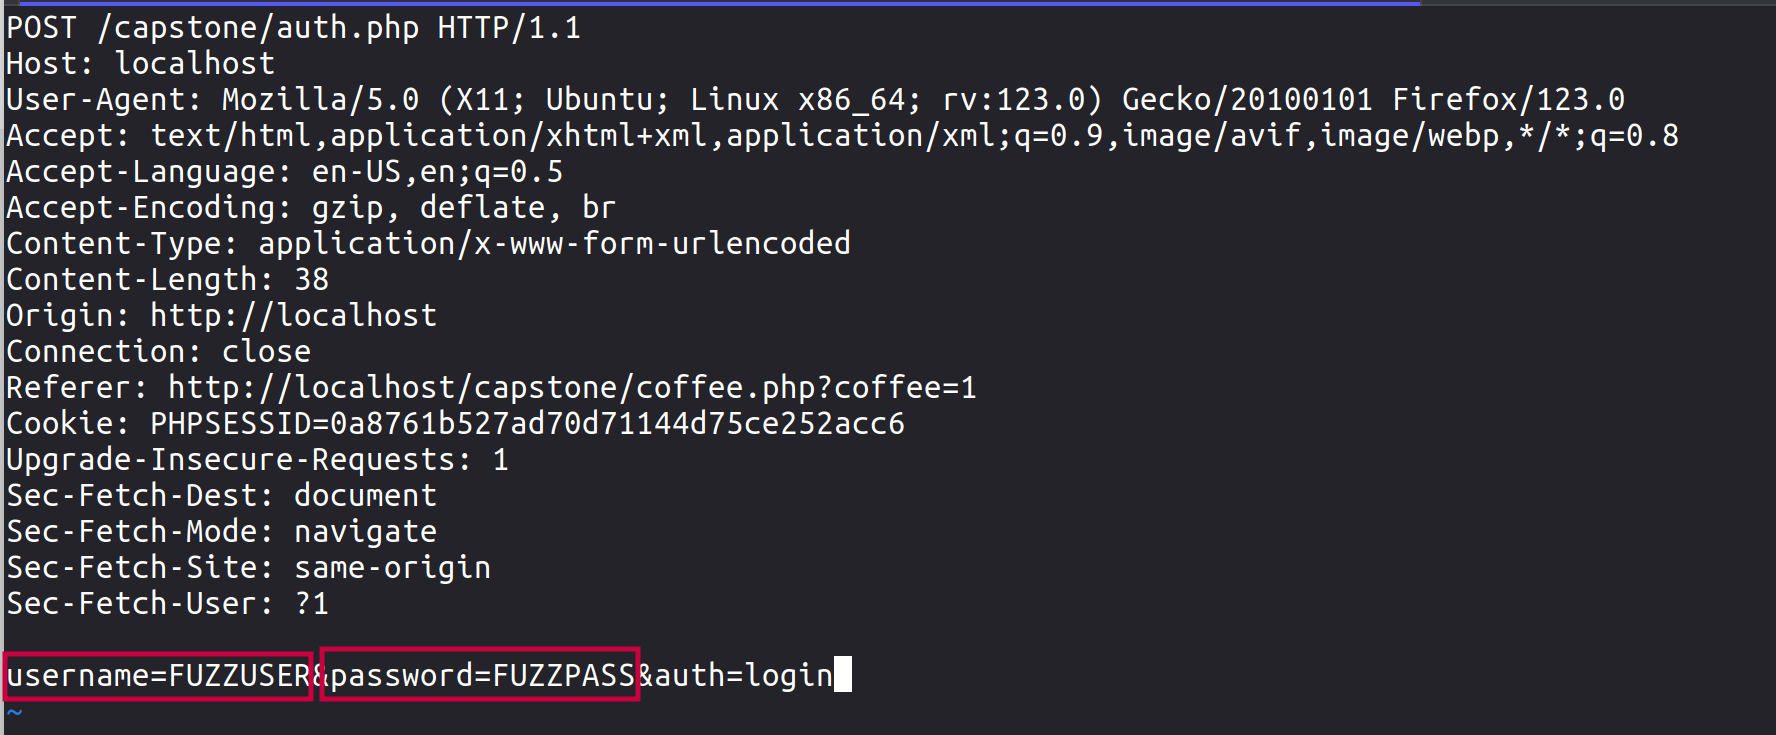 POST /capstone/auth.php HTTP/1.1
Host: localhost
User-Agent: Mozilla/5.0 (X11; Ubuntu; Linux x86_64; rv:123.0) Gecko/20100101 Firefox/123.0
Accept: text/html,application/xhtml+xml,application/xml;q=0.9,image/avif,image/webp,*/*;q=0.8
Accept-Language: en-US,en;q=0.5
Accept-Encoding: gzip, deflate, br
Content-Type: application/x-www-form-urlencoded
Content-Length: 38
Origin: http://localhost
Connection: close
Referer: http://localhost/capstone/coffee.php?coffee=1
Cookie: PHPSESSID=0a8761b527ad70d71144d75ce252acc6
Upgrade-Insecure-Requests: 1
Sec-Fetch-Dest: document
Sec-Fetch-Mode: navigate
Sec-Fetch-Site: same-origin
Sec-Fetch-User: ?1
username=FUZZUSER&password=FUZZPASS&auth=login
~